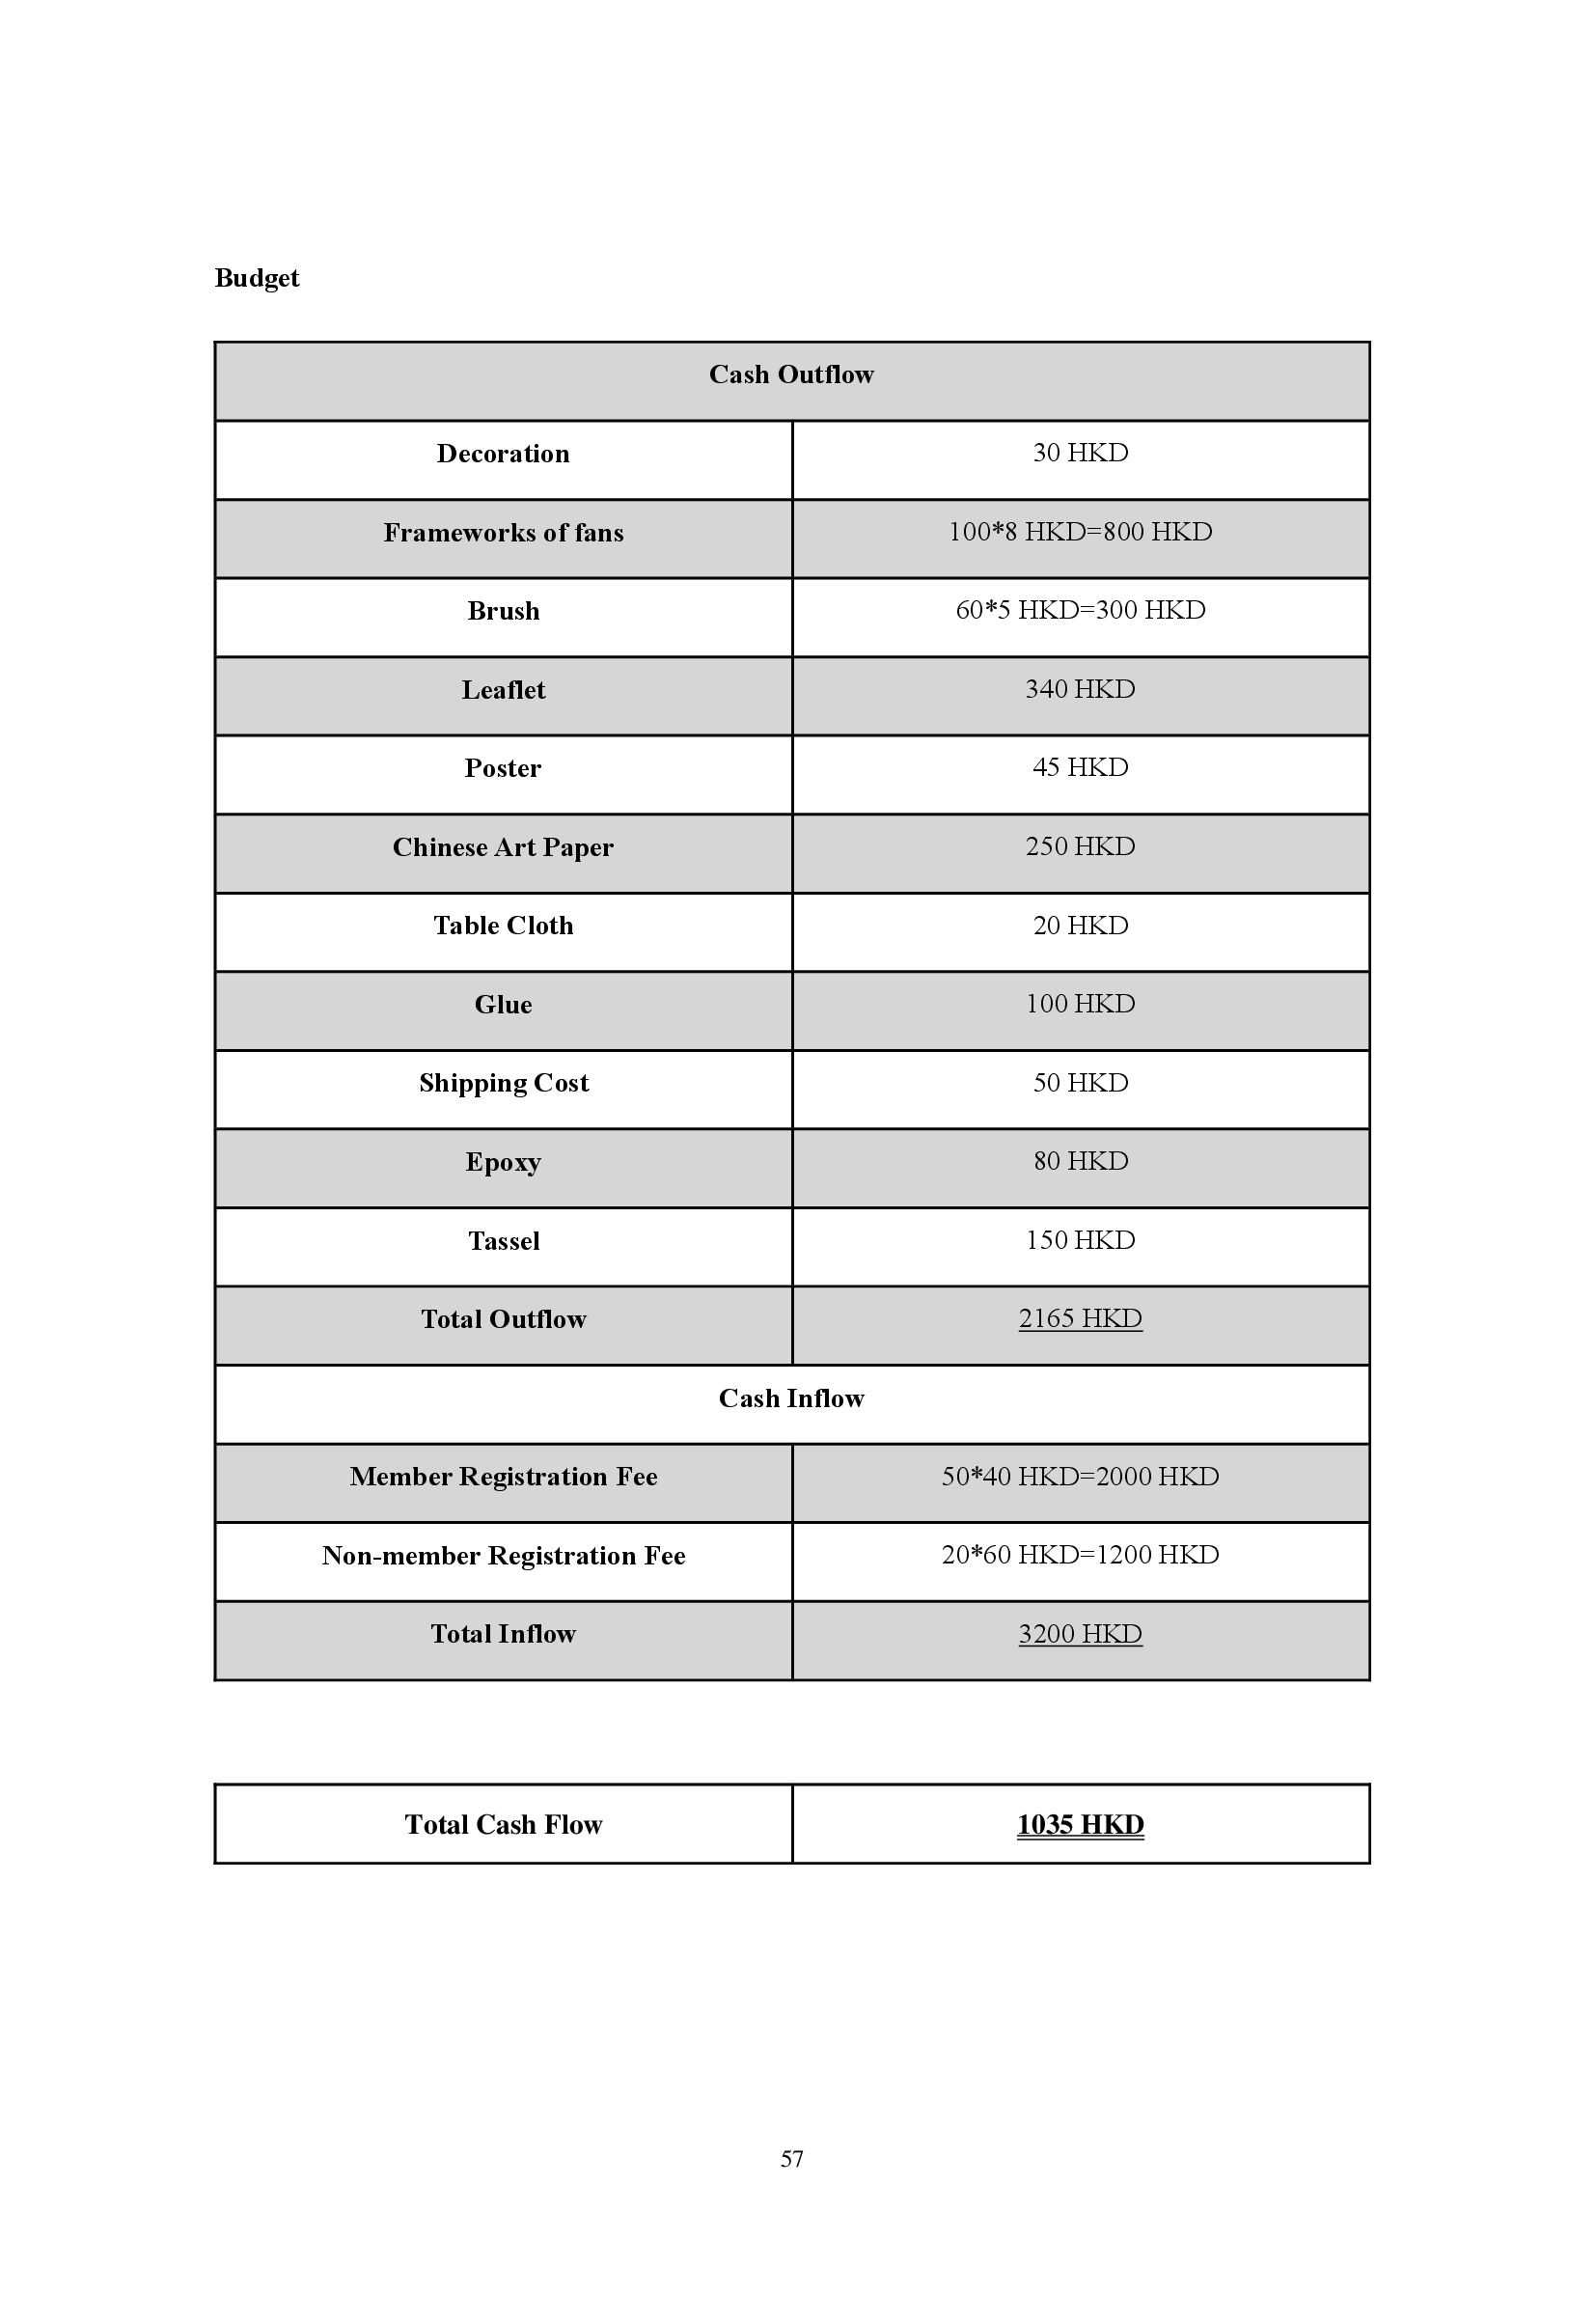 Budget
Cash Outflow
Decoration 30 HKD
Frameworks of fans 100*8 HKD=800 HKD
Brush 60*5 HKD=300 HKD
Leaflet 340 HKD
Poster 45 HKD
Chinese Art Paper 250 HKD
Table Cloth 20 HKD
Glue 100 HKD
Shipping Cost 50 HKD
Epoxy 80 HKD
Tassel 150 HKD
Total Outflow 2165 HKD
Cash Inflow
Member Registration Fee 50*40 HKD=2000 HKD
Non-member Registration Fee 20*60 HKD=1200 HKD
Total Inflow 3200 HKD
Total Cash Flow 1035 HKD
57